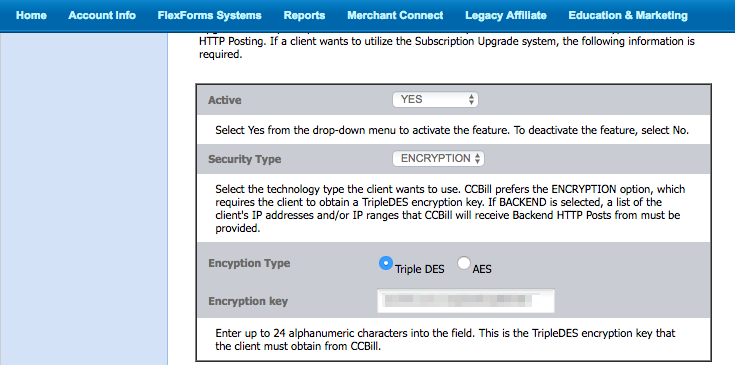 Home Account Info FlexForms Systems Reports Merchant Connect Legacy Affiliate Education & Marketing
HTTP Posting. If a client wants to utilize the Subscription Upgrade system, the following information is
required.
Active YES
Select Yes from the drop-down menu to activate the feature. To deactivate the feature, select No.
Security Type ENCRYPTION
Select the technology type the client wants to use. CCBill prefers the ENCRYPTION option, which
requires the client to obtain a TripleDES encryption key. If BACKEND is selected, a list of the
client's IP addresses and/or IP ranges that CCBill will receive Backend HTTP Posts from must be
provided.
Encyption Type Triple DES AES
Encryption key
Enter up to 24 alphanumeric characters into the field. This is the TripleDES encryption key that
the client must obtain from CCBill.